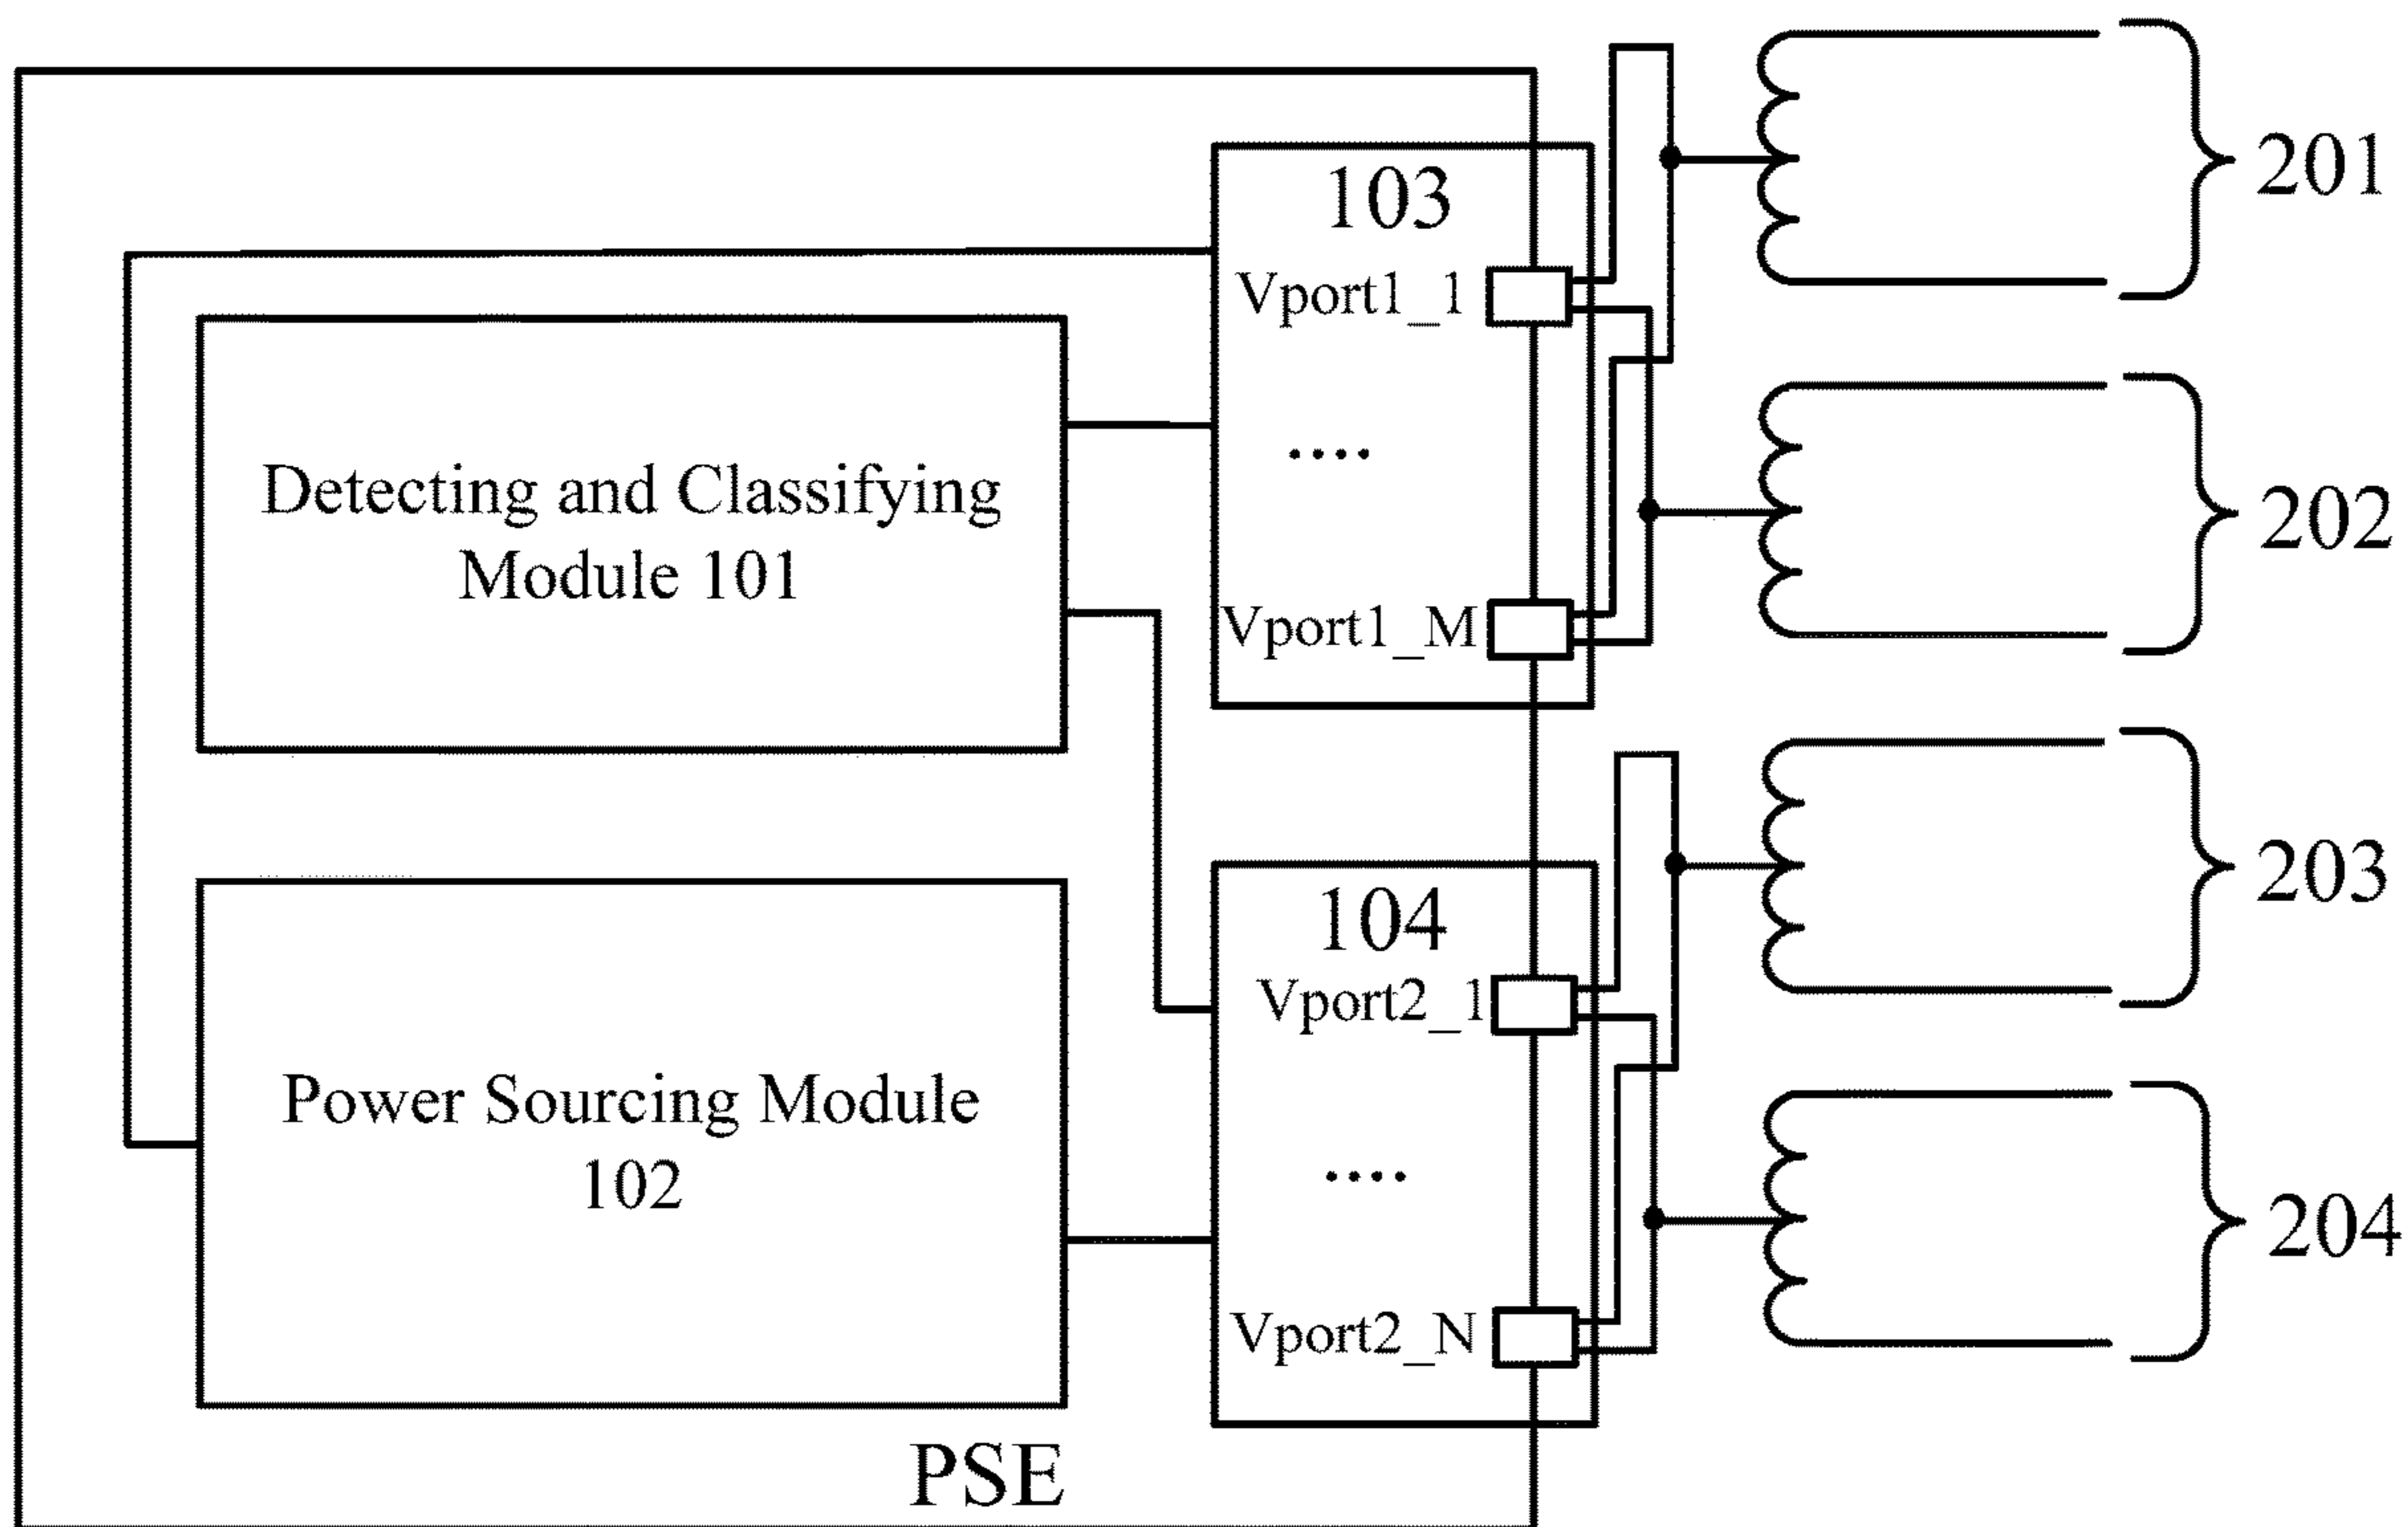 103
Vport1_1
....
Vport1_M
Detecting and Classifying
Module 101
104
Vport2_1
....
Vport2_N
Power Sourcing Module
102
PSE
201
202
203
204